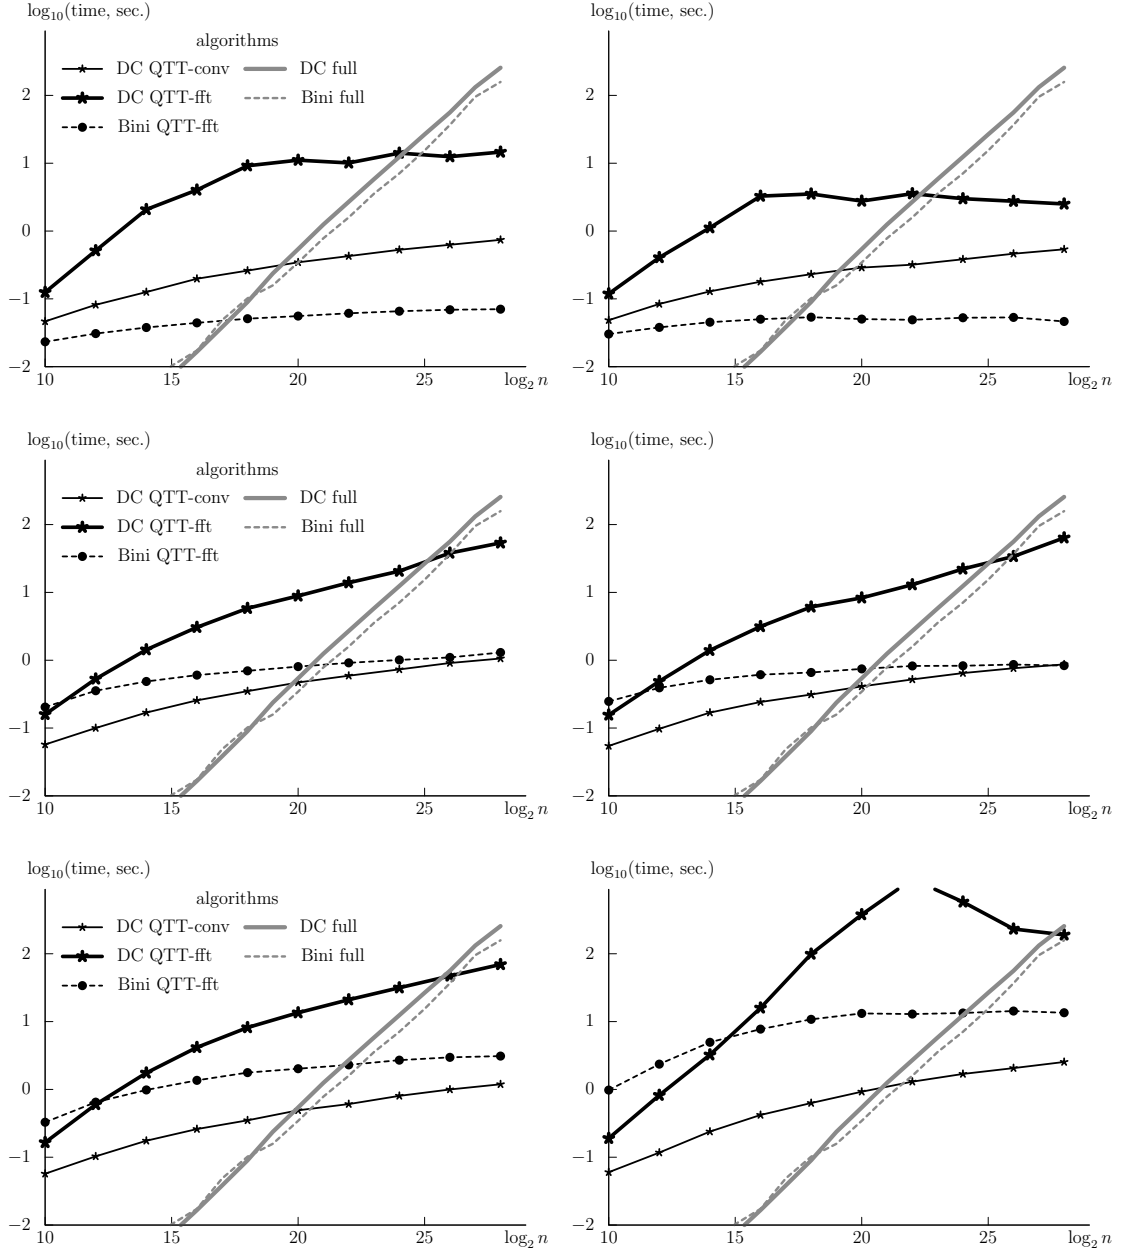 log₁₀(time, sec.) log₁₀(time, sec.)
algorithms
DC QTT-conv DC full
2 DC QTT-fft Bini full 2
Bini QTT-fft
1 1
0 0
−1 −1
−2 −2
10 15 20 25 log₂ n 10 15 20 25 log₂ n
log₁₀(time, sec.) log₁₀(time, sec.)
algorithms
DC QTT-conv DC full
2 DC QTT-fft Bini full 2
Bini QTT-fft
1 1
0 0
−1 −1
−2 −2
10 15 20 25 log₂ n 10 15 20 25 log₂ n
log₁₀(time, sec.) log₁₀(time, sec.)
algorithms
DC QTT-conv DC full
2 DC QTT-fft Bini full 2
Bini QTT-fft
1 1
0 0
−1 −1
−2 −2
10 15 20 25 log₂ n 10 15 20 25 log₂ n